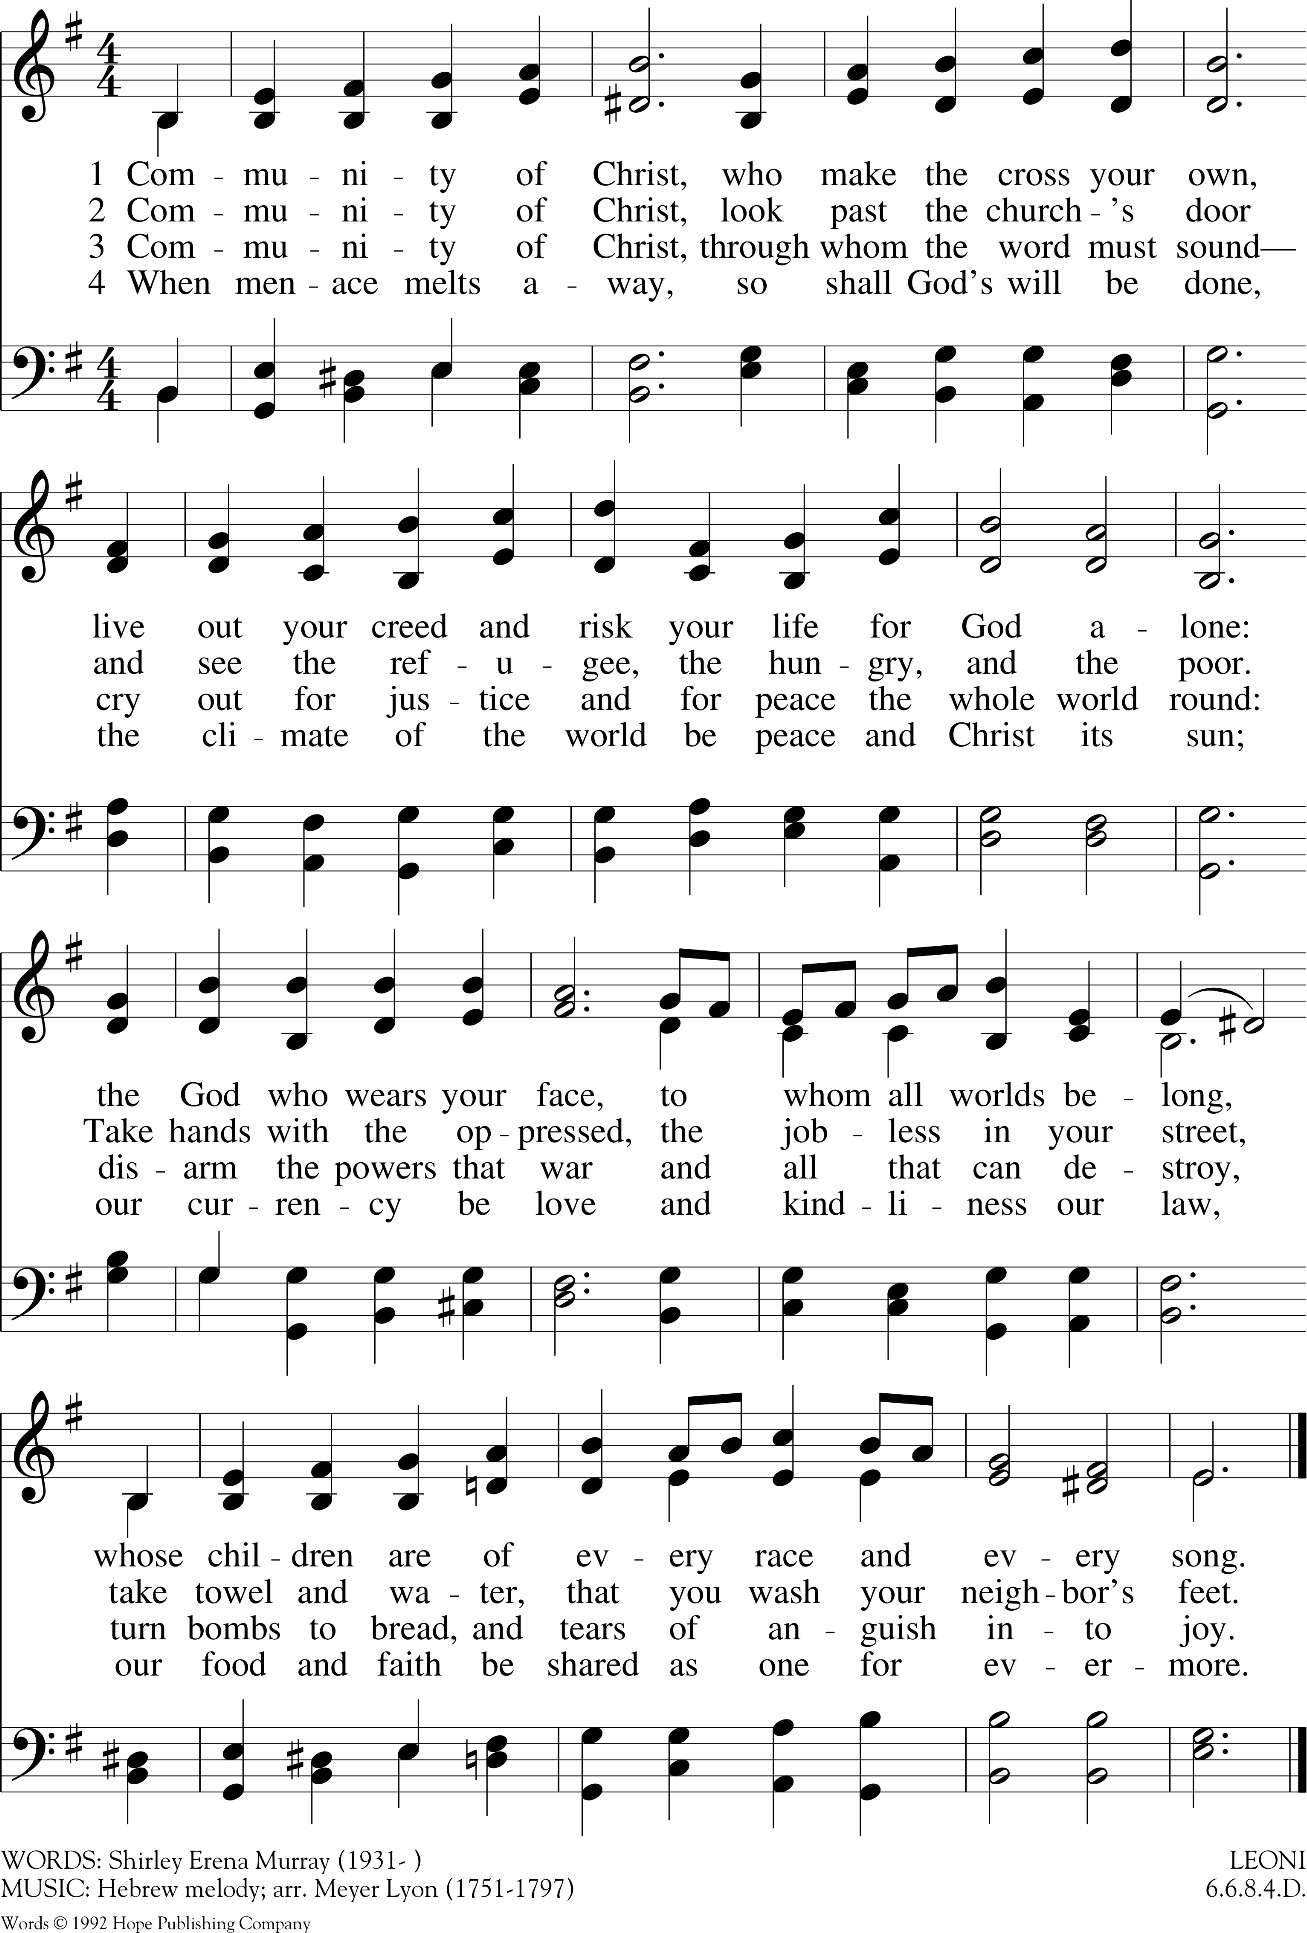 1 Com - mu - ni - ty of Christ, who make the cross your own,
2 Com - mu - ni - ty of Christ, look past the church - ’s door
3 Com - mu - ni - ty of Christ, through whom the word must sound—
4 When men - ace melts a - way, so shall God’s will be done,
live out your creed and risk your life for God a - lone:
and see the ref - u - gee, the hun - gry, and the poor.
cry out for jus - tice and for peace the whole world round:
the cli - mate of the world be peace and Christ its sun;
the God who wears your face, to whom all worlds be - long,
Take hands with the op - pressed, the job - less in your street,
dis - arm the powers that war and all that can de - stroy,
our cur - ren - cy be love and kind - li - ness our law,
whose chil - dren are of ev - ery race and ev - ery song.
take towel and wa - ter, that you wash your neigh - bor’s feet.
turn bombs to bread, and tears of an - guish in - to joy.
our food and faith be shared as one for ev - er - more.
WORDS: Shirley Erena Murray (1931- )
LEONI
MUSIC: Hebrew melody; arr. Meyer Lyon (1751-1797)
6.6.8.4.D.
Words © 1992 Hope Publishing Company